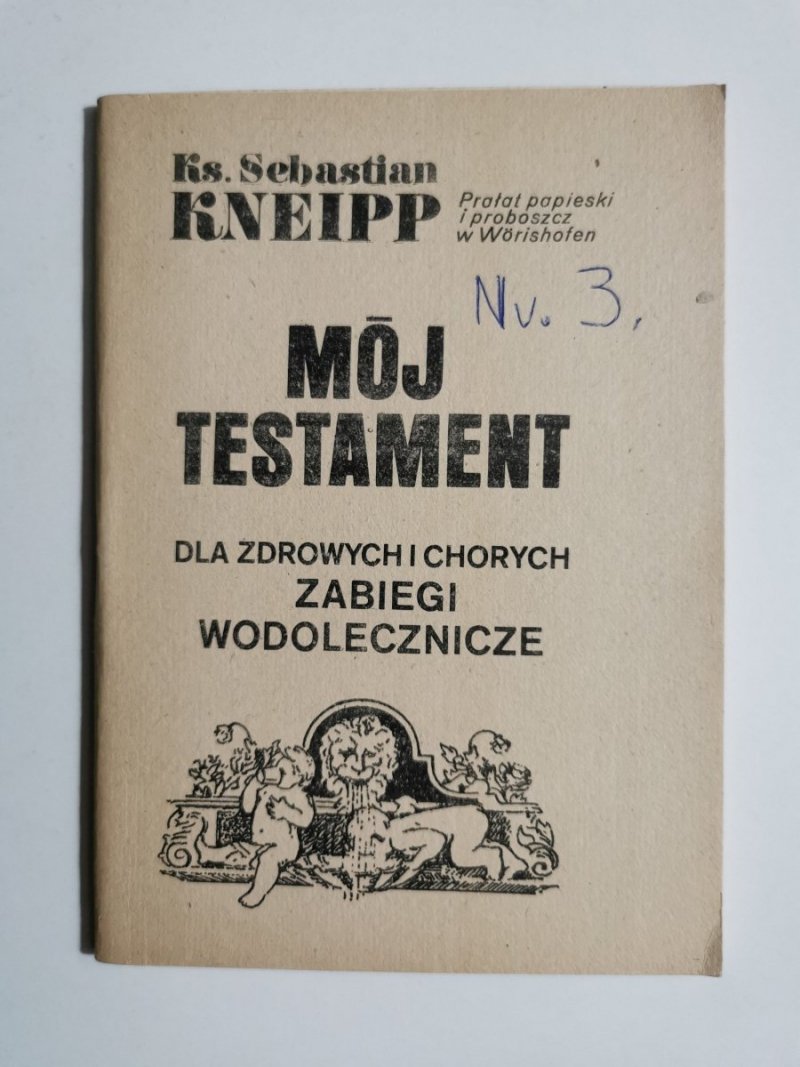 Ks. Sebastian
KNEIPP
Prałat papieski
i proboszcz
w Wörishofen
Nv. 3.
MÓJ
TESTAMENT
DLA ZDROWYCH I CHORYCH
ZABIEGI
WODOLECZNICZE